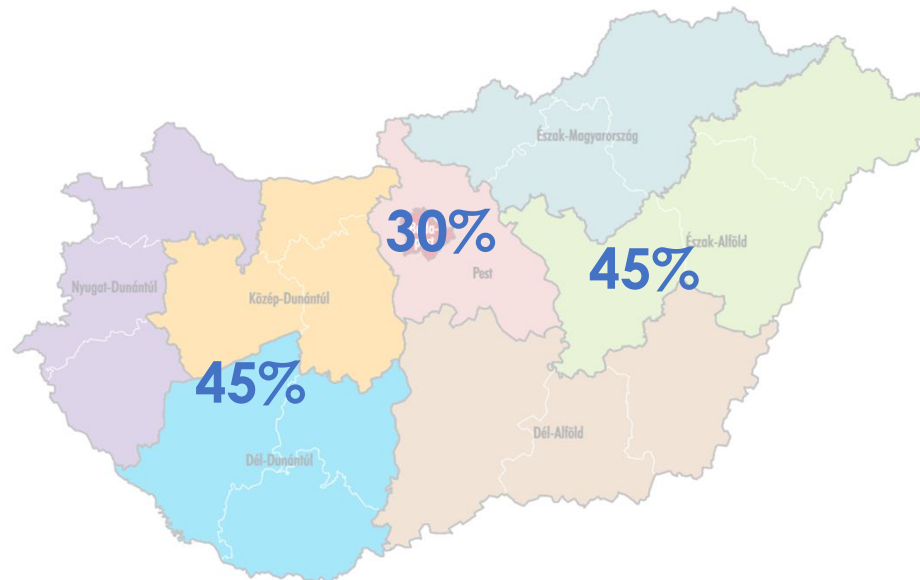 Észak-Magyarország
30%
Észak-Alföld
45%
Pest
Nyugat-Dunántúl
Közép-Dunántúl
45%
Dél-Alföld
Dél-Dunántúl